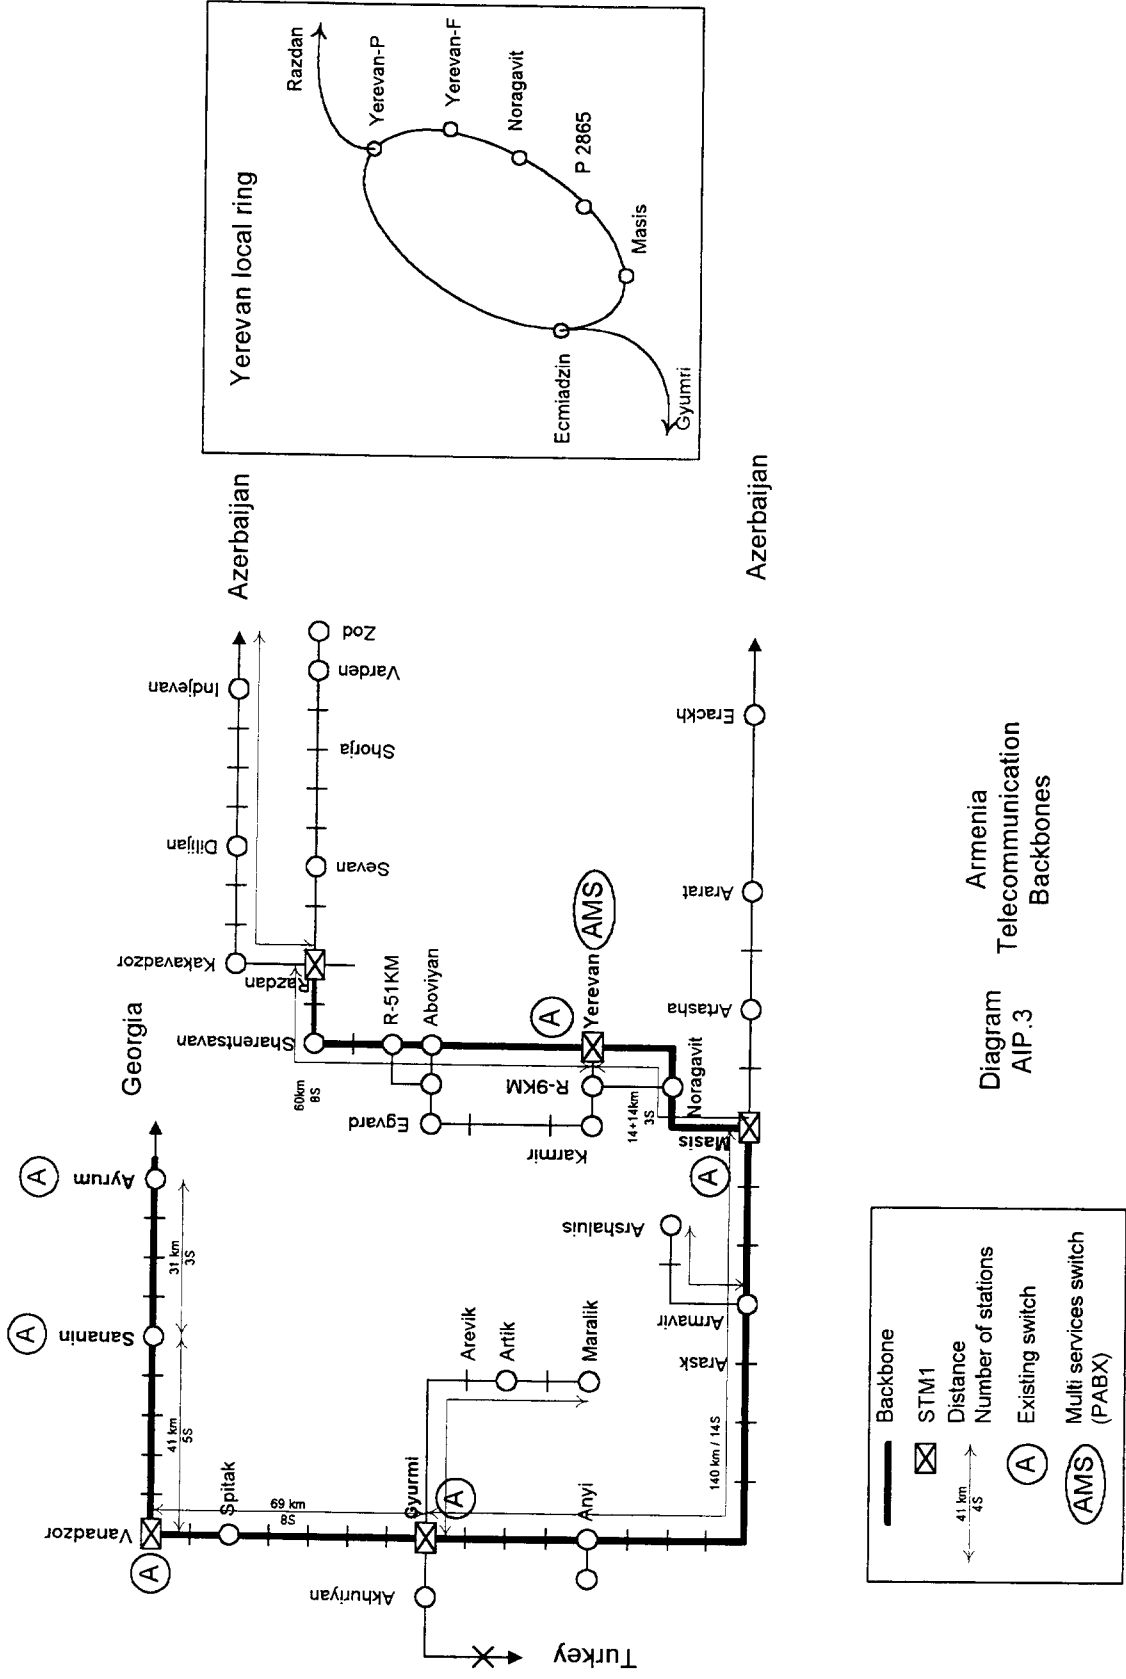 Georgia
Azerbaijan
Yerevan local ring
Razdan
Yerevan-P
Yerevan-F
Noragavit
P 2865
Masis
Ecmiadzin
Gyumri
Vanadzor
A
41 km
5S
Sananin
A
31 km
3S
Ayrum
A
Spitak
69 km
8S
Gyurmi
A
Akhuriyan
Turkey
Arevik
Artik
Maralik
Anyi
140 km / 14S
Arask
Armavir
Arshaluis
Masis
A
Noragavit
14+14km
3S
Karmir
Egvard
R-9KM
Yerevan
A
AMS
Aboviyan
R-51KM
60km
8S
Sharentsavan
Razdan
Kakavadzor
Dilijan
Indjevan
Sevan
Shorja
Varden
Zod
Artasha
Ararat
Erackh
Azerbaijan
Backbone
STM1
41 km
4S
Distance
Number of stations
A
Existing switch
AMS
Multi services switch
(PABX)
Diagram
AIP.3
Armenia
Telecommunication
Backbones